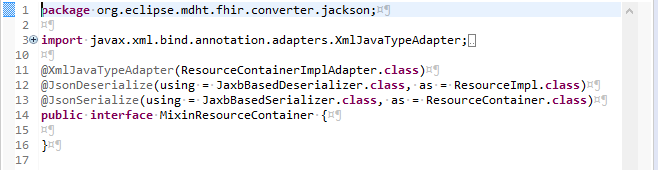 1 package org.eclipse.mdht.fhir.converter.jackson;¤¶
2 ¤¶
3 import javax.xml.bind.annotation.adapters.XmlJavaTypeAdapter;
10 ¤¶
11 @XmlJavaTypeAdapter(ResourceContainerImplAdapter.class)¤¶
12 @JsonDeserialize(using = JaxbBasedDeserializer.class, as = ResourceImpl.class)¤¶
13 @JsonSerialize(using = JaxbBasedSerializer.class, as = ResourceContainer.class)¤¶
14 public interface MixinResourceContainer {¤¶
15 ¤¶
16 }¤¶
17